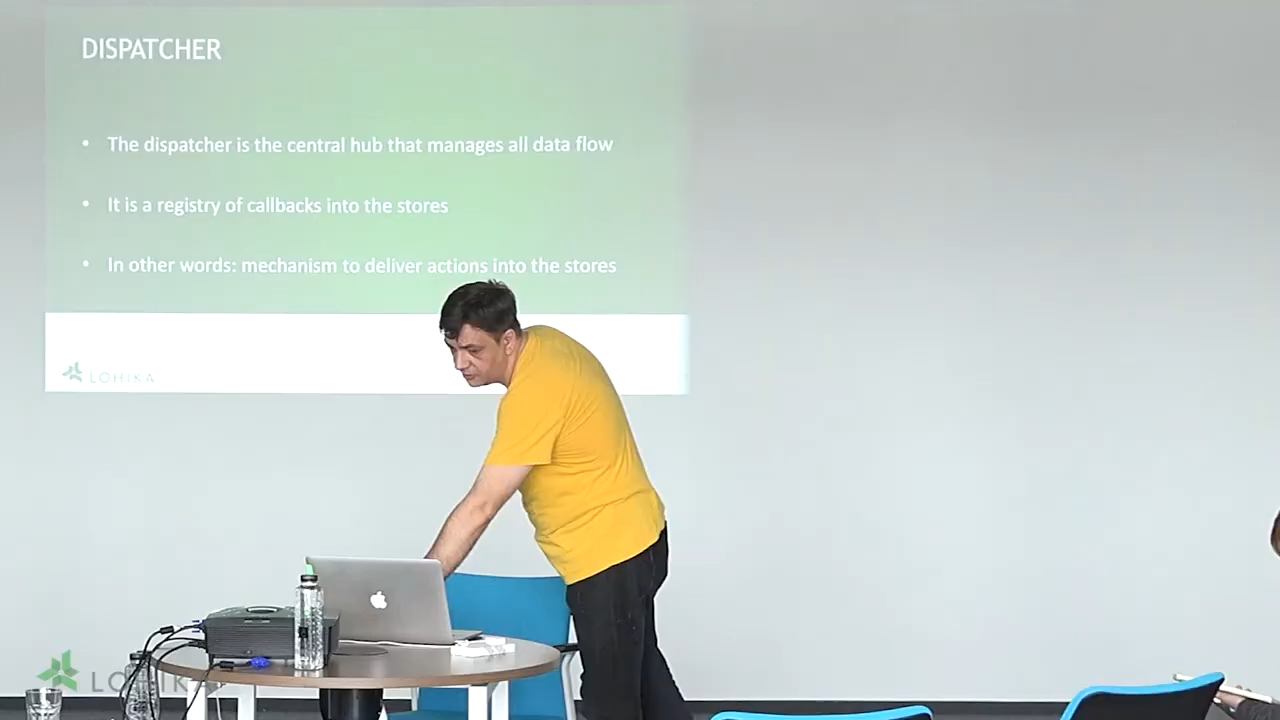 DISPATCHER
• The dispatcher is the central hub that manages all data flow
• It is a registry of callbacks into the stores
• In other words: mechanism to deliver actions into the stores
LOHIKA
LOHIKA